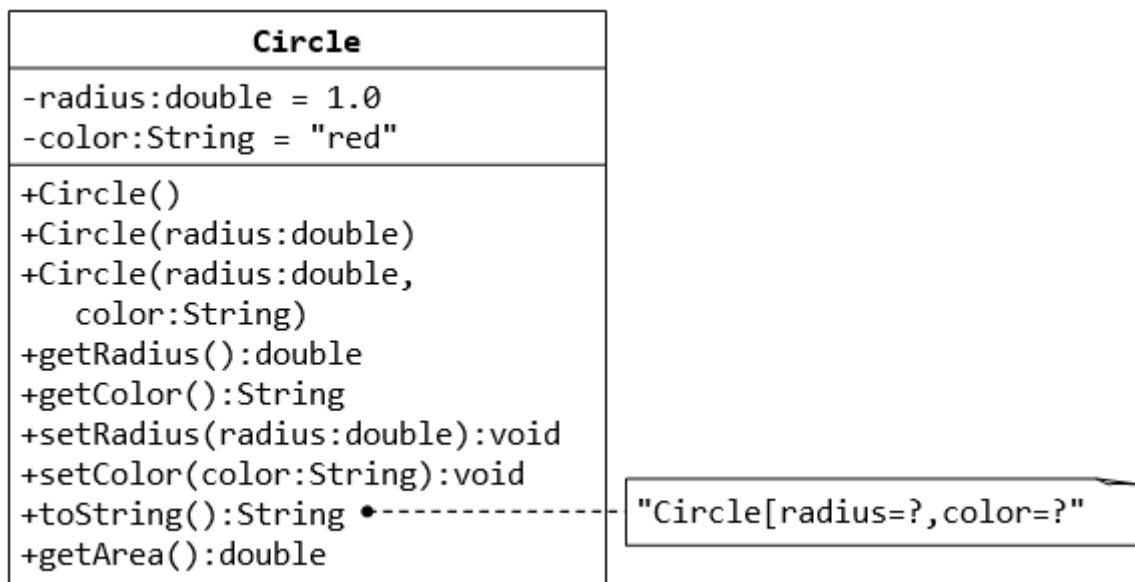 Circle
-radius:double = 1.0
-color:String = "red"
+Circle()
+Circle(radius:double)
+Circle(radius:double,
color:String)
+getRadius():double
+getColor():String
+setRadius(radius:double):void
+setColor(color:String):void
+toString():String
"Circle[radius=?,color=?"
+getArea():double